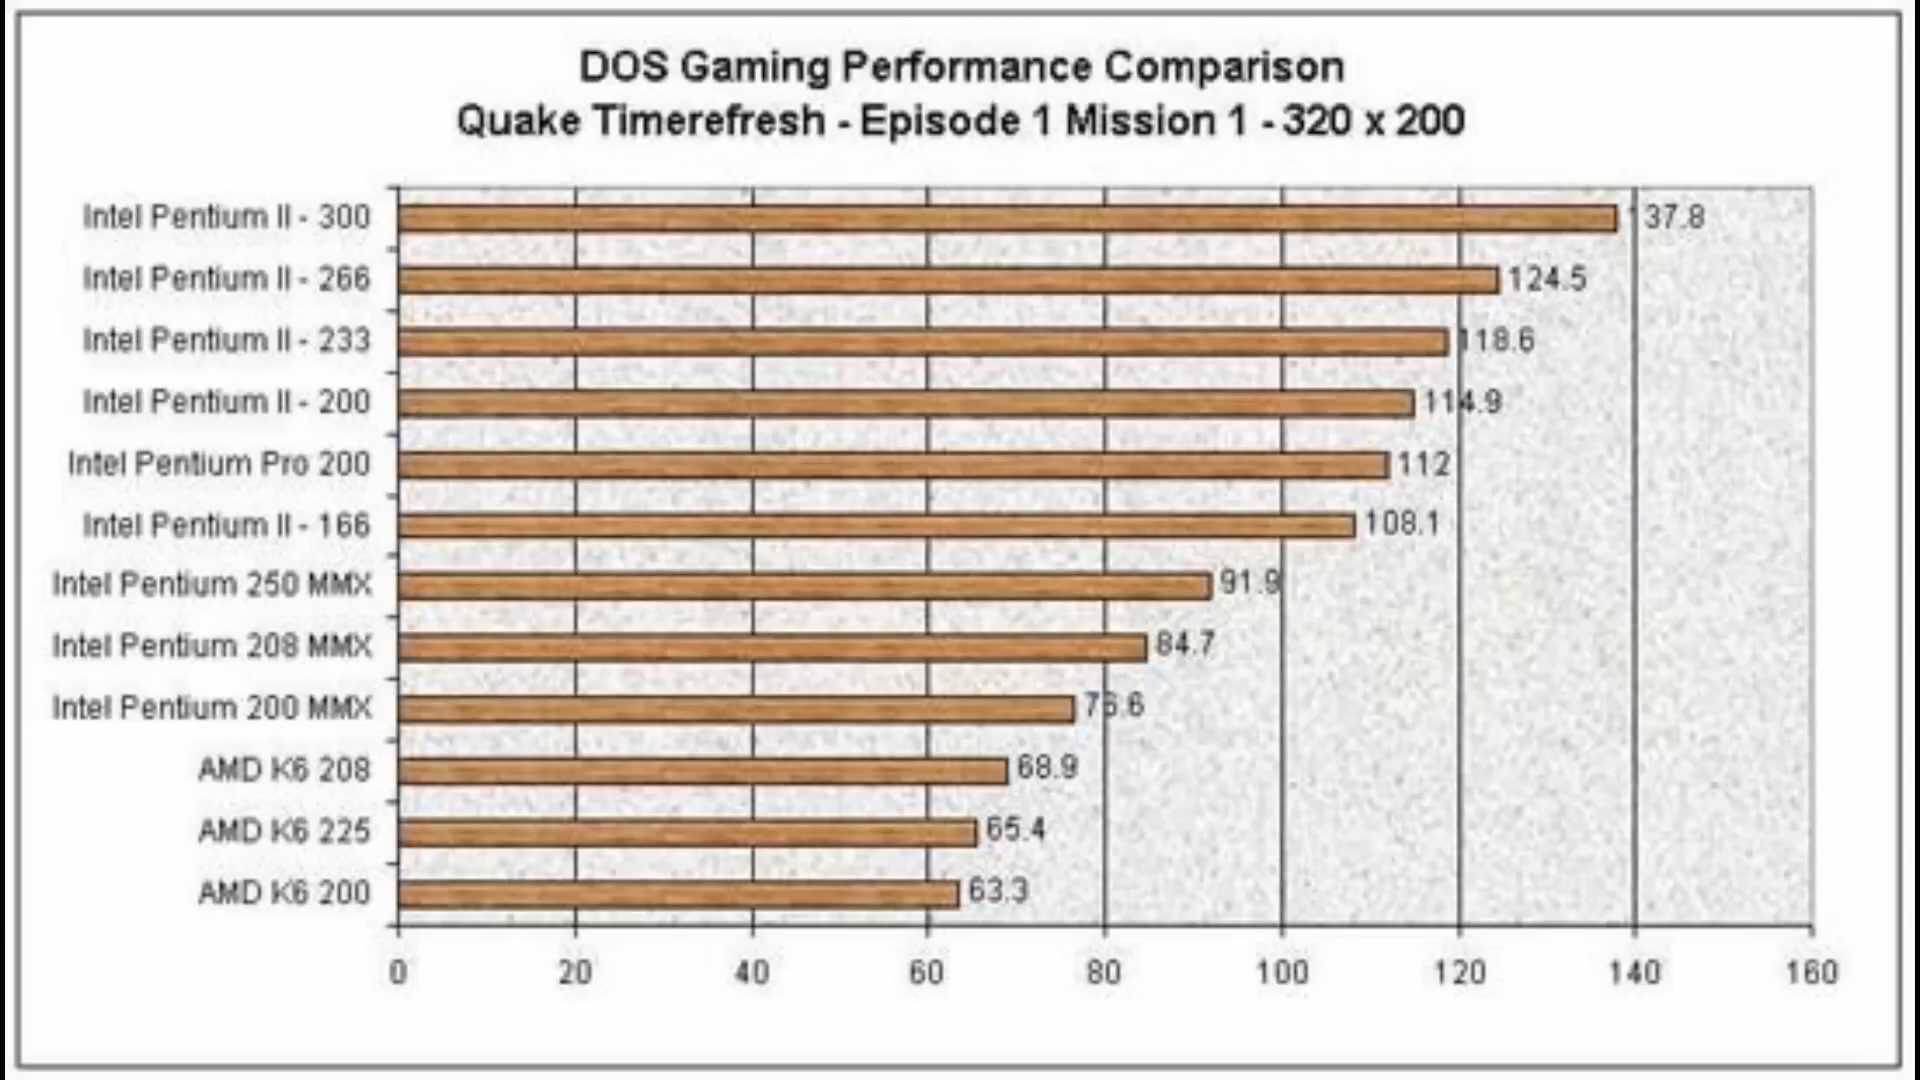 DOS Gaming Performance Comparison
Quake Timerefresh - Episode 1 Mission 1 - 320 x 200
Intel Pentium II - 300 137.8
Intel Pentium II - 266 124.5
Intel Pentium II - 233 118.6
Intel Pentium II - 200 114.9
Intel Pentium Pro 200 112
Intel Pentium II - 166 108.1
Intel Pentium 250 MMX 91.9
Intel Pentium 208 MMX 84.7
Intel Pentium 200 MMX 76.6
AMD K6 208 68.9
AMD K6 225 65.4
AMD K6 200 63.3
0 20 40 60 80 100 120 140 160